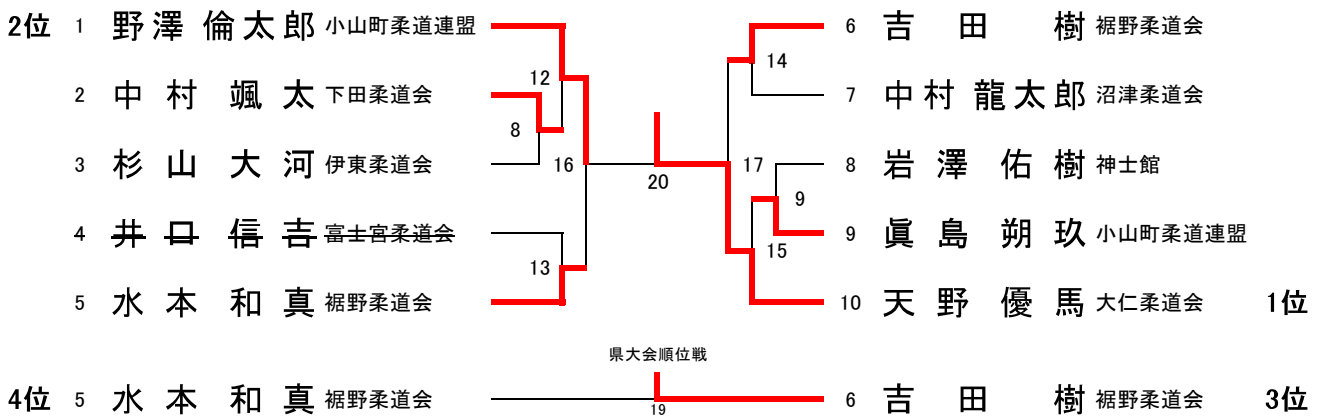 2位 1 野澤 倫太郎 小山町柔道連盟 6 吉田 樹 裾野柔道会
12 14
2 中村 颯太 下田柔道会 7 中村 龍太郎 沼津柔道会
8
3 杉山 大河 伊東柔道会 16 20 17 8 岩澤 佑樹 神士館
9
4 井口 信吉 富士宮柔道会 9 眞島 朔玖 小山町柔道連盟
13 15
5 水本 和真 裾野柔道会 10 天野 優馬 大仁柔道会 1位
県大会順位戦
4位 5 水本 和真 裾野柔道会 19 6 吉田 樹 裾野柔道会 3位